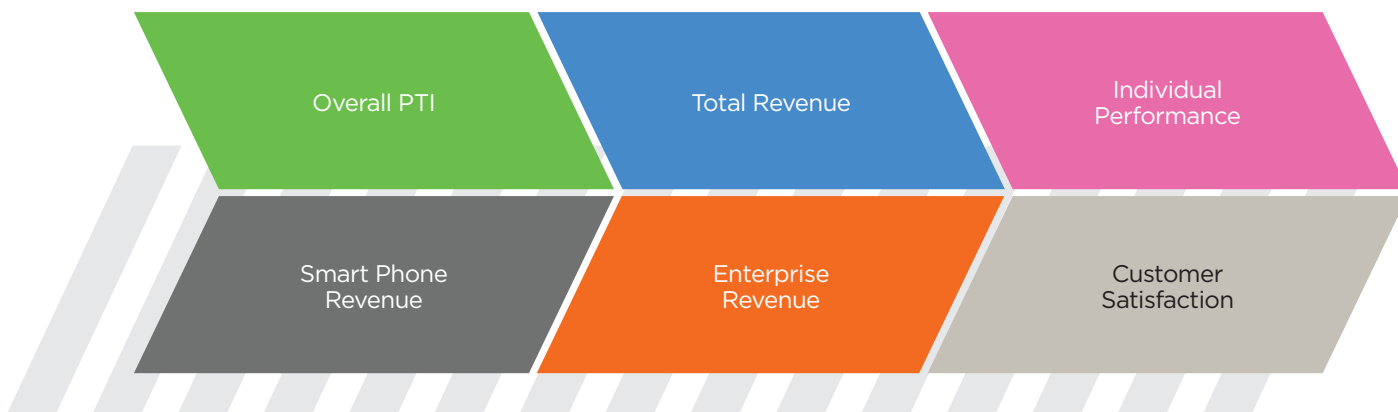 Overall PTI
Total Revenue
Individual
Performance
Smart Phone
Revenue
Enterprise
Revenue
Customer
Satisfaction